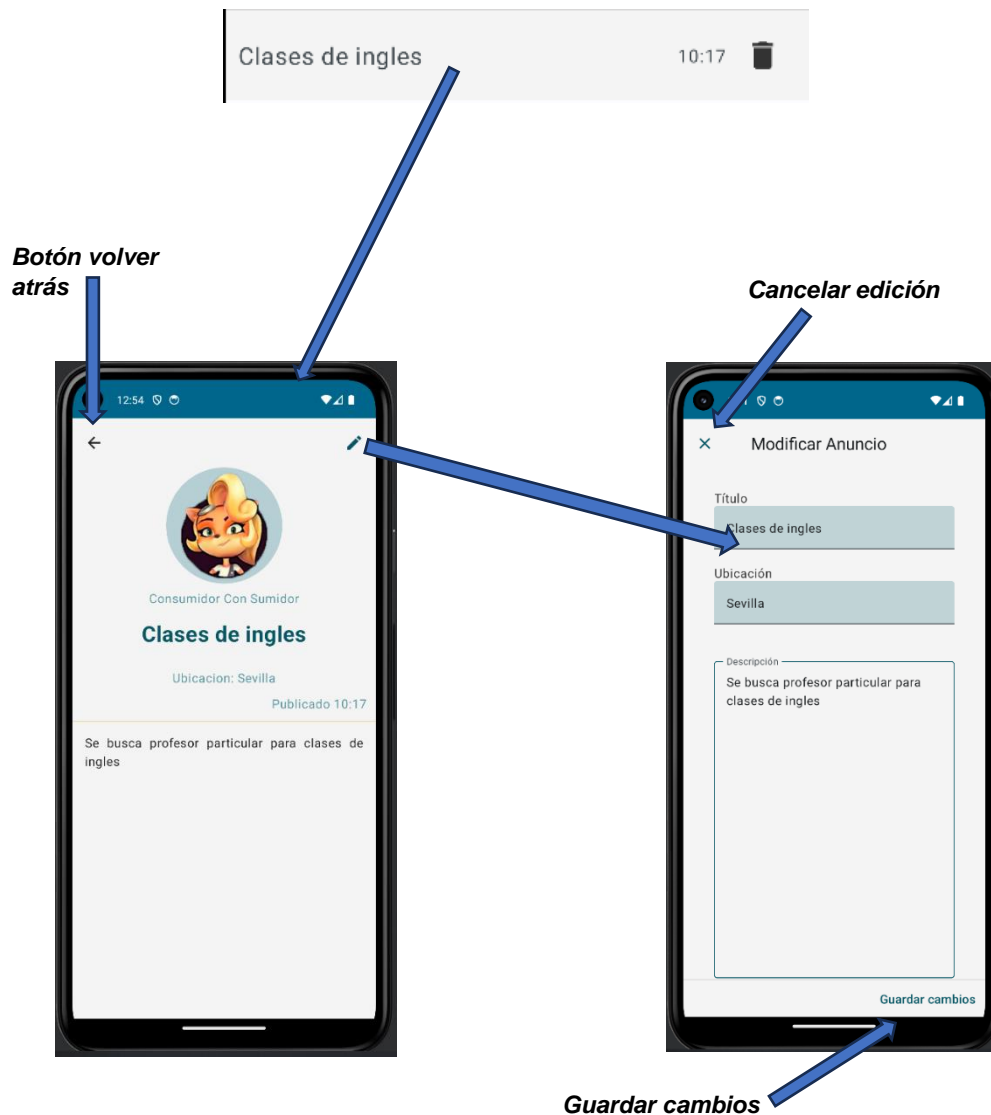 Clases de ingles 10:17
Botón volver
atrás
Cancelar edición
12:54
Consumidor Con Sumidor
Clases de ingles
Ubicacion: Sevilla
Publicado 10:17
Se busca profesor particular para clases de
ingles
Modificar Anuncio
Título
Clases de ingles
Ubicación
Sevilla
Descripción
Se busca profesor particular para
clases de ingles
Guardar cambios
Guardar cambios